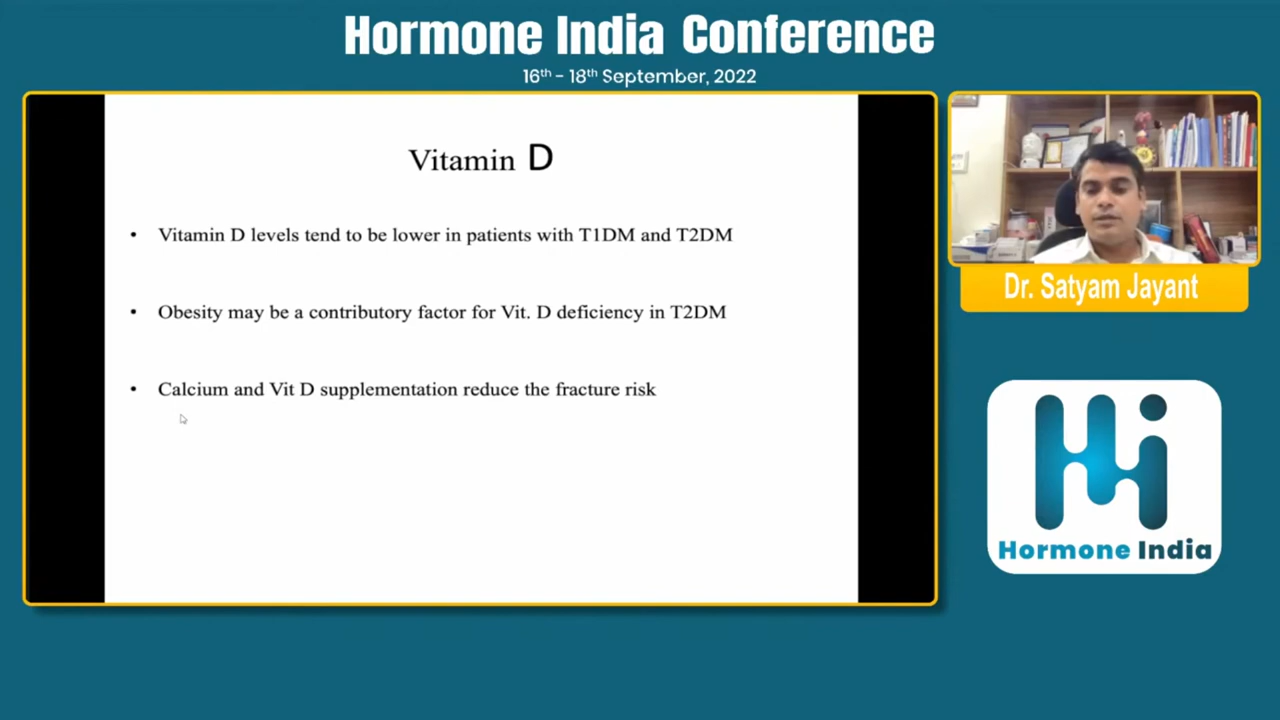 Hormone India Conference
16th - 18th September, 2022
Vitamin D
• Vitamin D levels tend to be lower in patients with T1DM and T2DM
• Obesity may be a contributory factor for Vit. D deficiency in T2DM
• Calcium and Vit D supplementation reduce the fracture risk
Dr. Satyam Jayant
Hi
Hormone India